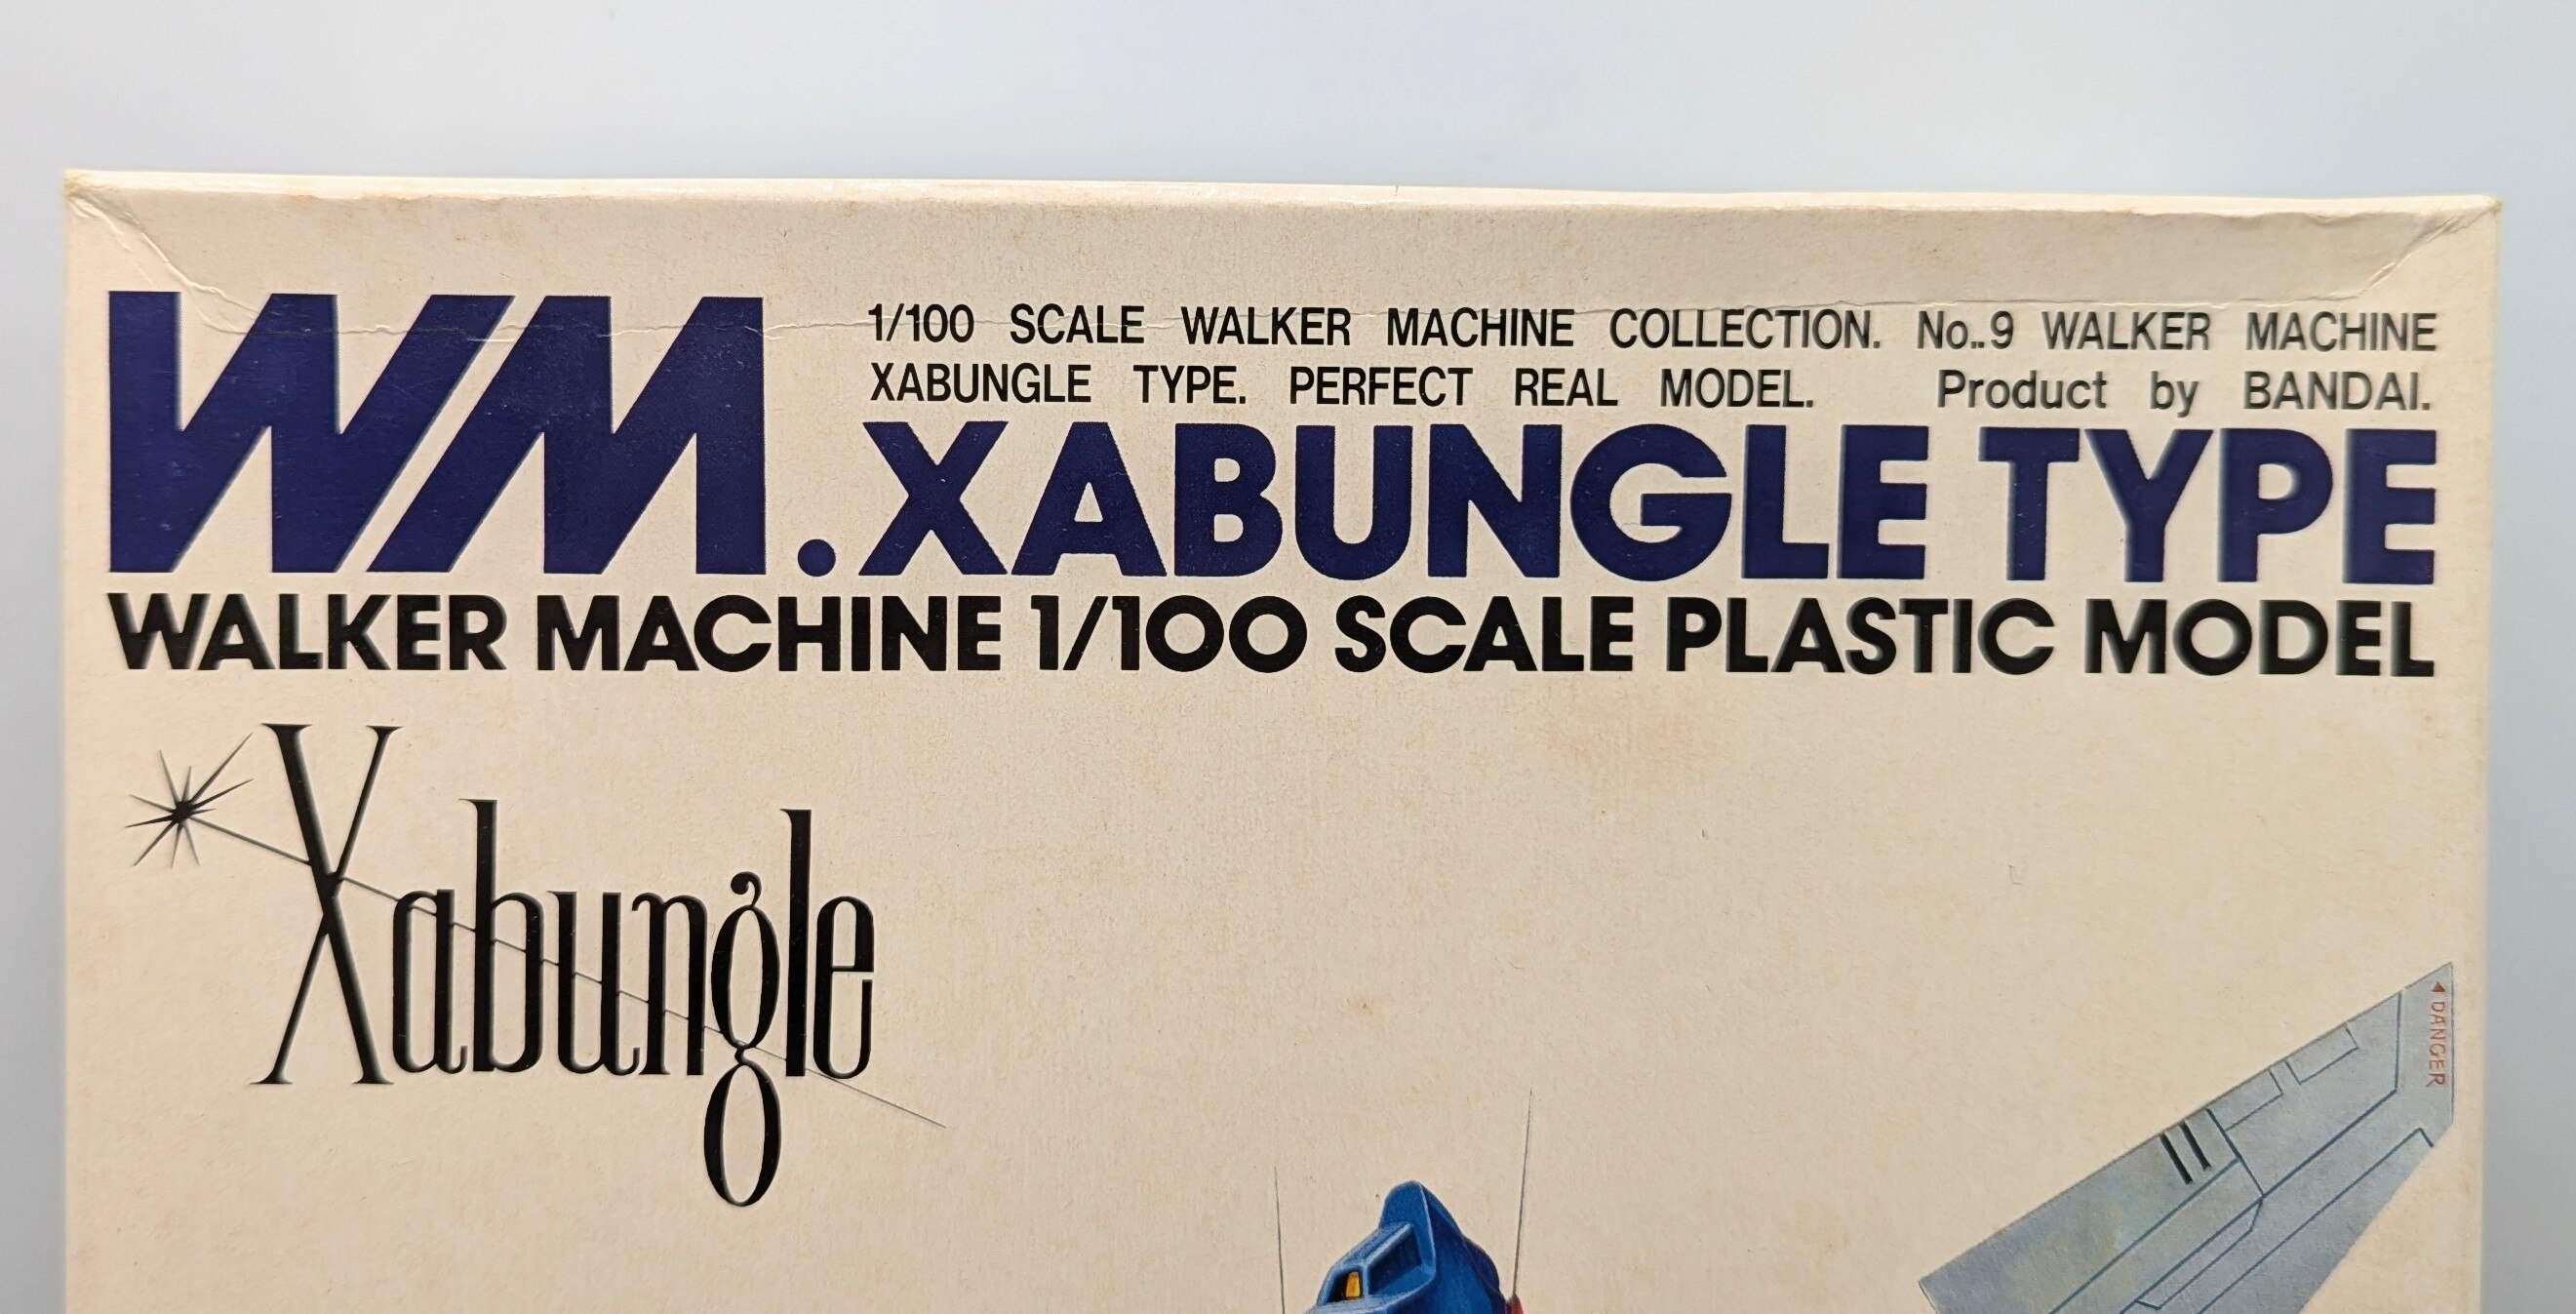 WM.
1/100 SCALE WALKER MACHINE COLLECTION. No..9 WALKER MACHINE
XABUNGLE TYPE. PERFECT REAL MODEL. Product by BANDAI.
XABUNGLE TYPE
WALKER MACHINE 1/100 SCALE PLASTIC MODEL
Xabungle
◀ DANGER